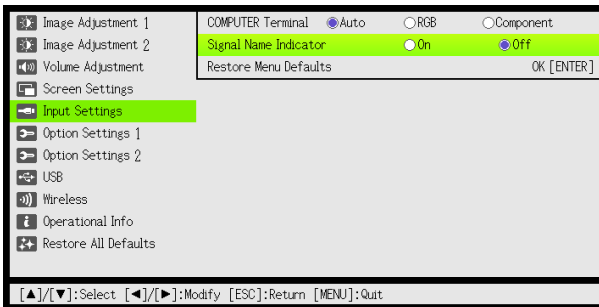 Image Adjustment 1
Image Adjustment 2
Volume Adjustment
Screen Settings
Input Settings
Option Settings 1
Option Settings 2
USB
Wireless
Operational Info
Restore All Defaults
COMPUTER Terminal Auto RGB Component
Signal Name Indicator On Off
Restore Menu Defaults OK [ENTER]
[▲]/[▼]:Select [◄]/[►]:Modify [ESC]:Return [MENU]:Quit